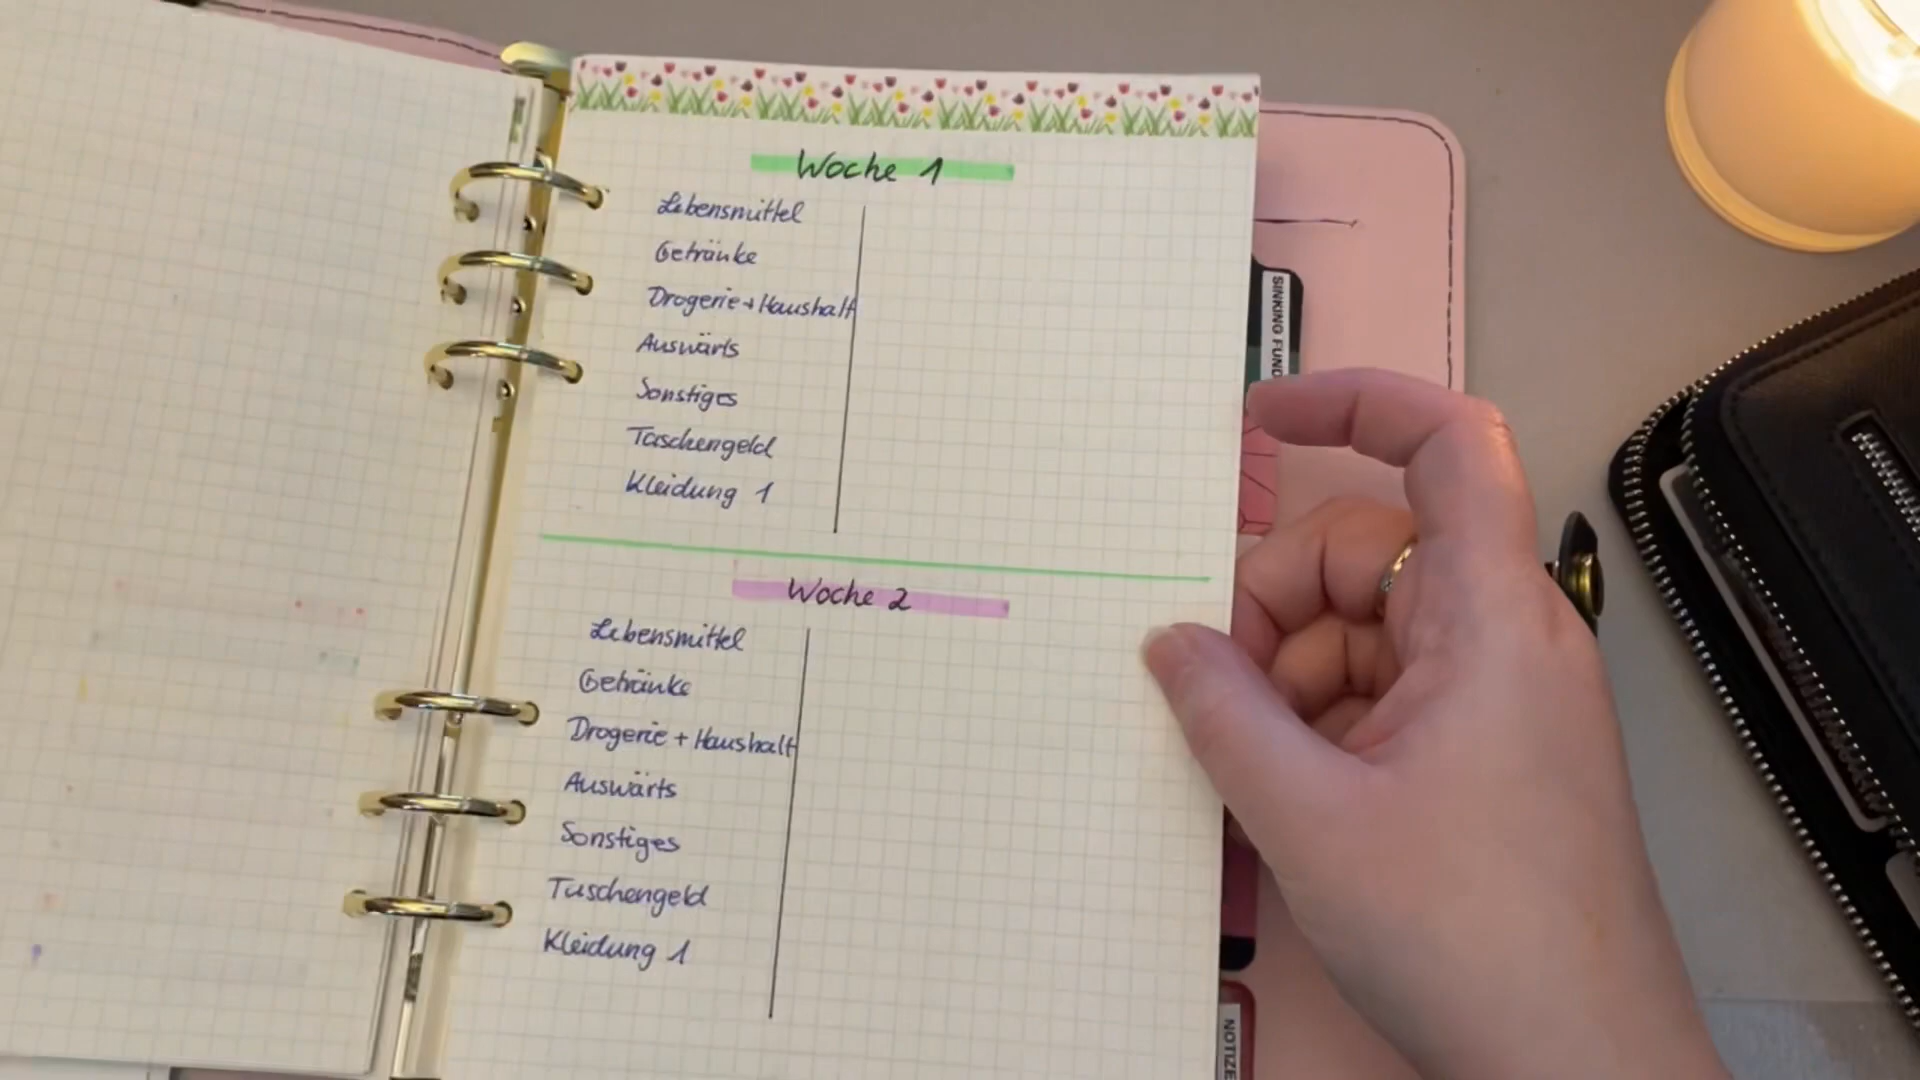 Woche 1
Lebensmittel
Getränke
Drogerie + Haushalt
Auswärts
Sonstiges
Taschengeld
Kleidung 1
Woche 2
Lebensmittel
Getränke
Drogerie + Haushalt
Auswärts
Sonstiges
Taschengeld
Kleidung 1
SINKING FUND
NOTIZE